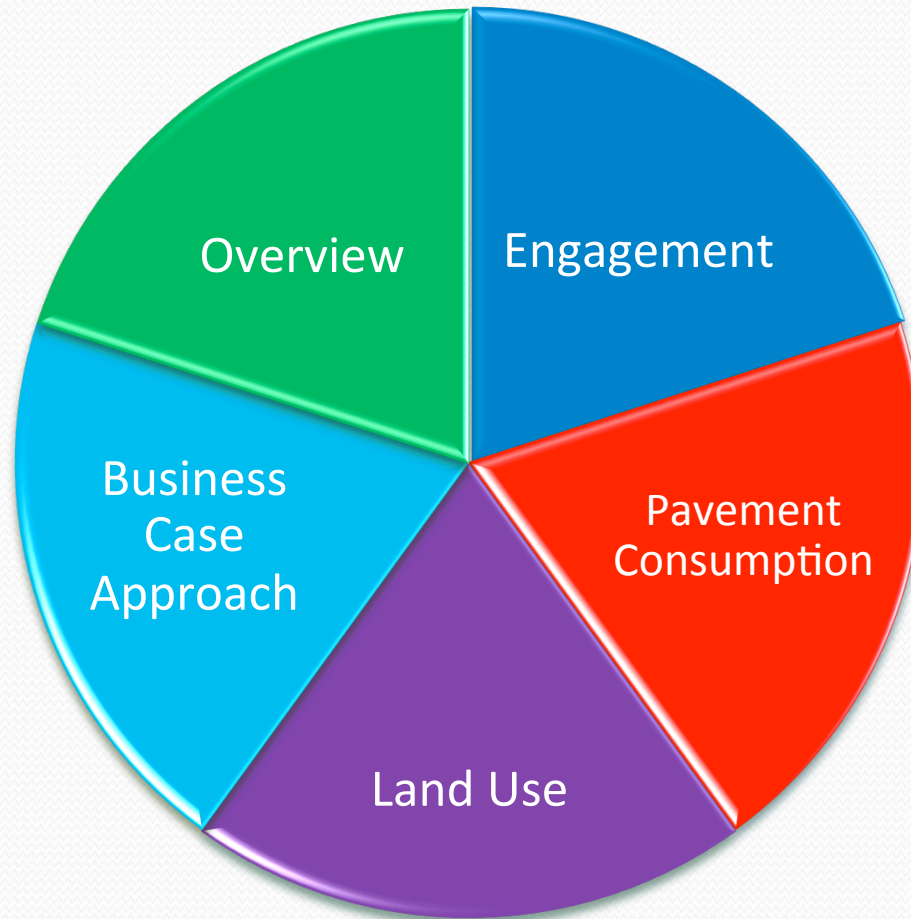 Overview
Engagement
Business
Case
Approach
Pavement
Consumption
Land Use